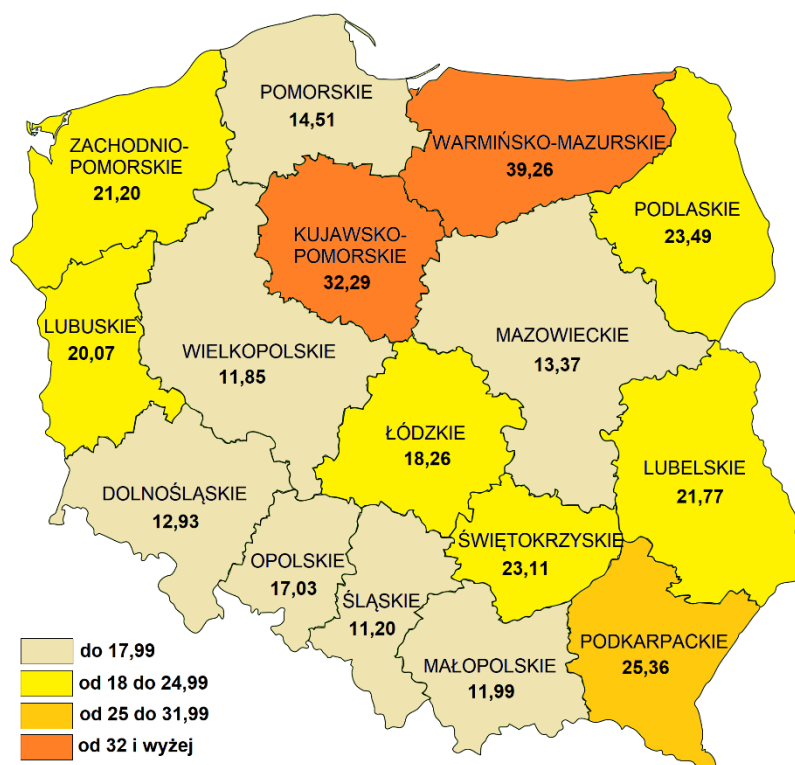 POMORSKIE
14,51
WARMIŃSKO-MAZURSKIE
39,26
ZACHODNIO-
POMORSKIE
21,20
PODLASKIE
23,49
KUJAWSKO-
POMORSKIE
32,29
LUBUSKIE
20,07
WIELKOPOLSKIE
11,85
MAZOWIECKIE
13,37
ŁÓDZKIE
18,26
LUBELSKIE
21,77
DOLNOŚLĄSKIE
12,93
OPOLSKIE
17,03
ŚLĄSKIE
11,20
ŚWIĘTOKRZYSKIE
23,11
MAŁOPOLSKIE
11,99
PODKARPACKIE
25,36
do 17,99
od 18 do 24,99
od 25 do 31,99
od 32 i wyżej